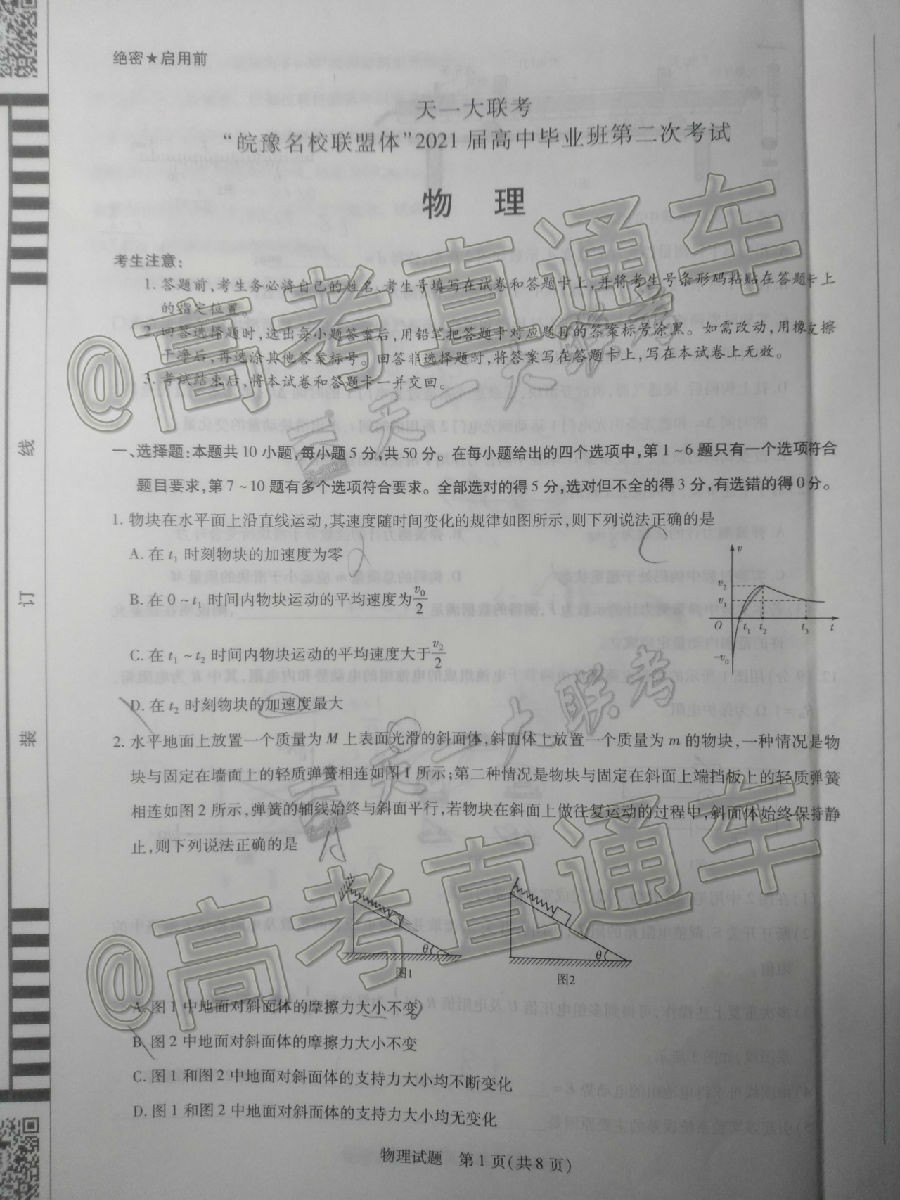 绝密★启用前
天一大联考
“皖豫名校联盟体”2021届高中毕业班第二次考试
物 理
考生注意:
1. 答题前,考生务必将自己的姓名、考生号填写在试卷和答题卡上,并将考生号条形码粘贴在答题卡上
的指定位置。
2. 回答选择题时,选出每小题答案后,用铅笔把答题卡对应题目的答案标号涂黑。如需改动,用橡皮擦
干净后,再选涂其他答案标号。回答非选择题时,将答案写在答题卡上,写在本试卷上无效。
3. 考试结束后,将本试卷和答题卡一并交回。
一、选择题:本题共10小题,每小题5分,共50分。在每小题给出的四个选项中,第1~6题只有一个选项符合
题目要求,第7~10题有多个选项符合要求。全部选对的得5分,选对但不全的得3分,有选错的得0分。
1. 物块在水平面上沿直线运动,其速度随时间变化的规律如图所示,则下列说法正确的是
A. 在 t₁ 时刻物块的加速度为零
B. 在 0~t₁ 时间内物块运动的平均速度为 v₀/2
C. 在 t₁~t₂ 时间内物块运动的平均速度大于 v₂/2
D. 在 t₂ 时刻物块的加速度最大
v
v₂
v₁
O
t₁ t₂ t₃ t
-v₀
2. 水平地面上放置一个质量为 M 上表面光滑的斜面体,斜面体上放置一个质量为 m 的物块,一种情况是物
块与固定在墙面上的轻质弹簧相连如图1所示;第二种情况是物块与固定在斜面上端挡板上的轻质弹簧
相连如图2所示,弹簧的轴线始终与斜面平行,若物块在斜面上做往复运动的过程中,斜面体始终保持静
止,则下列说法正确的是
θ
图1
θ
图2
A. 图1中地面对斜面体的摩擦力大小不变
B. 图2中地面对斜面体的摩擦力大小不变
C. 图1和图2中地面对斜面体的支持力大小均不断变化
D. 图1和图2中地面对斜面体的支持力大小均无变化
物理试题 第1页(共8页)
线
订
装
@高考直通车
@高考直通车
天一大联考